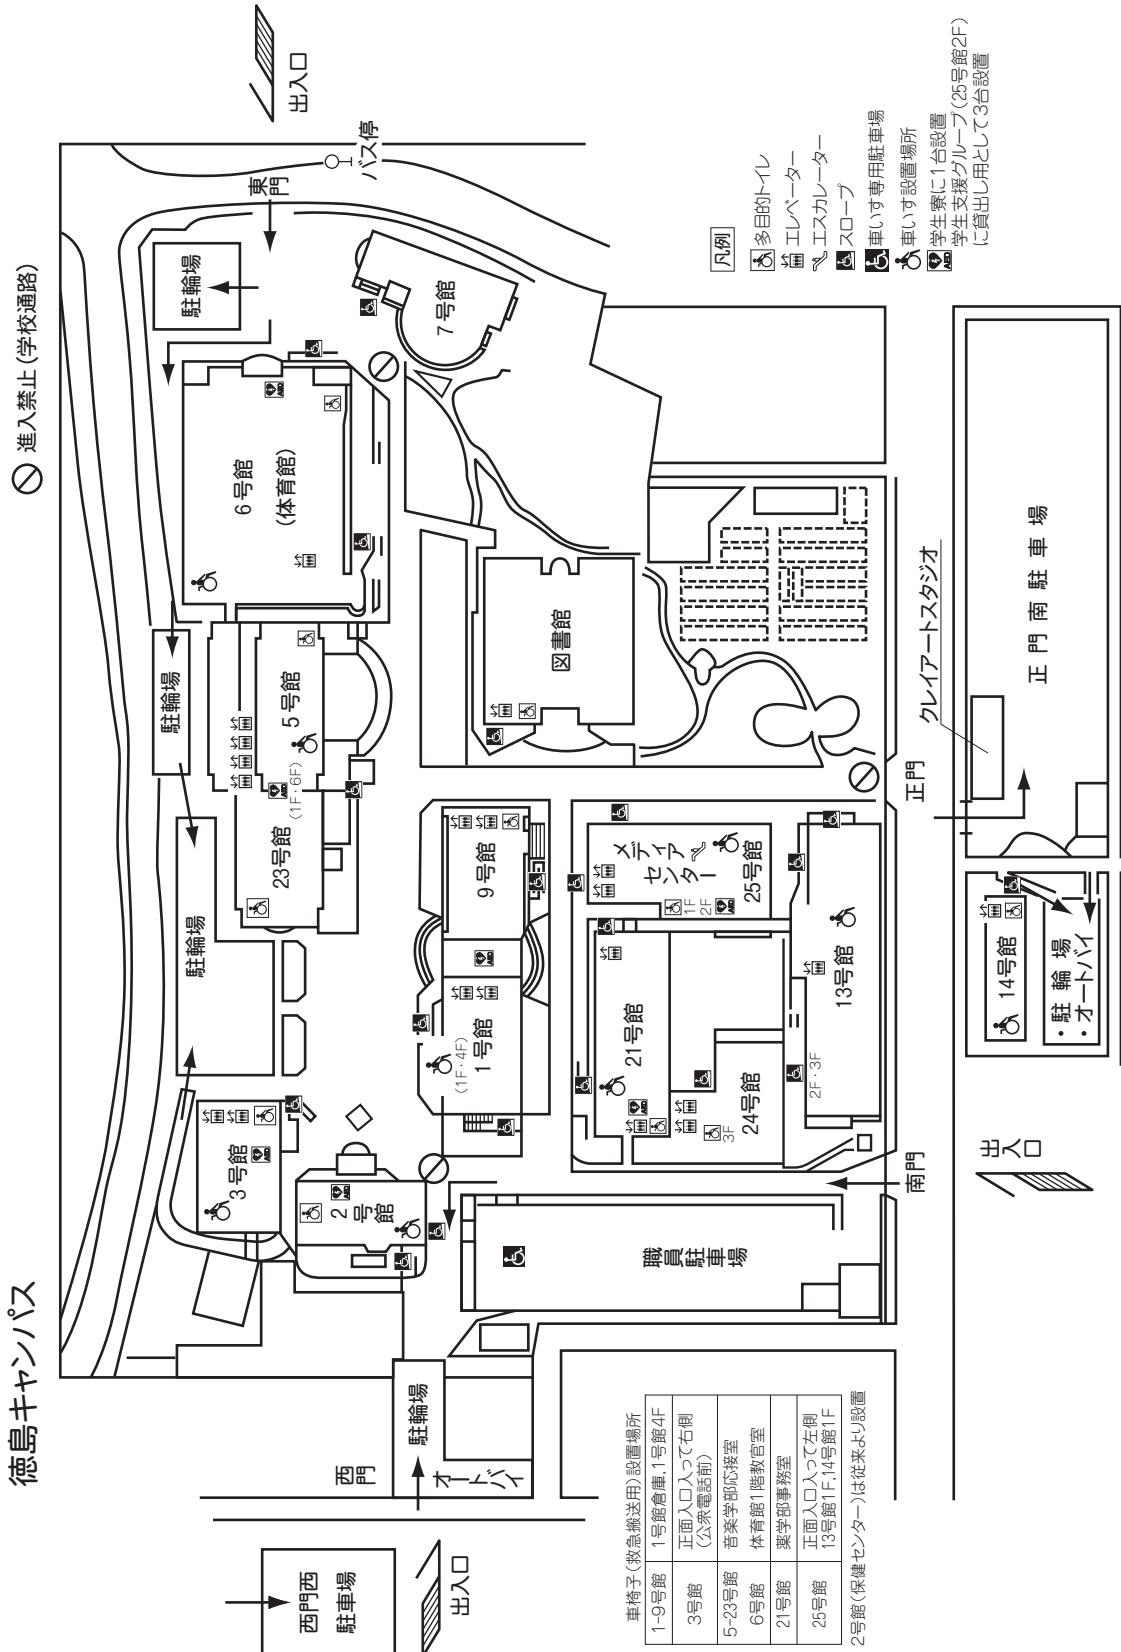 徳島キャンパス
進入禁止(学校通路)
出入口
バス停
東門
駐輪場
7号館
6号館
(体育館)
駐輪場
5号館
(1F・6F)
23号館
駐輪場
3号館
2号館
図書館
9号館
1号館
(1F・4F)
メディア
センター
25号館
1F
2F
21号館
24号館
3F
13号館
2F・3F
職員駐車場
南門
正門
出入口
クレイアートスタジオ
正門南駐車場
14号館
・駐輪場
・オートバイ
西門
駐輪場
オートバイ
西門西
駐車場
出入口
凡例
多目的トイレ
エレベーター
エスカレーター
スロープ
車いす専用駐車場
車いす設置場所
AED
学生寮に1台設置
学生支援グループ(25号館2F)
に貸出し用として3台設置
車椅子(救急搬送用)設置場所
1-9号館 1号館倉庫,1号館4F
3号館 正面入口入って右側
(公衆電話前)
5-23号館 音楽学部応接室
6号館 体育館1階教官室
21号館 薬学部事務室
25号館 正面入口入って左側
13号館1F,14号館1F
2号館(保健センター)は従来より設置